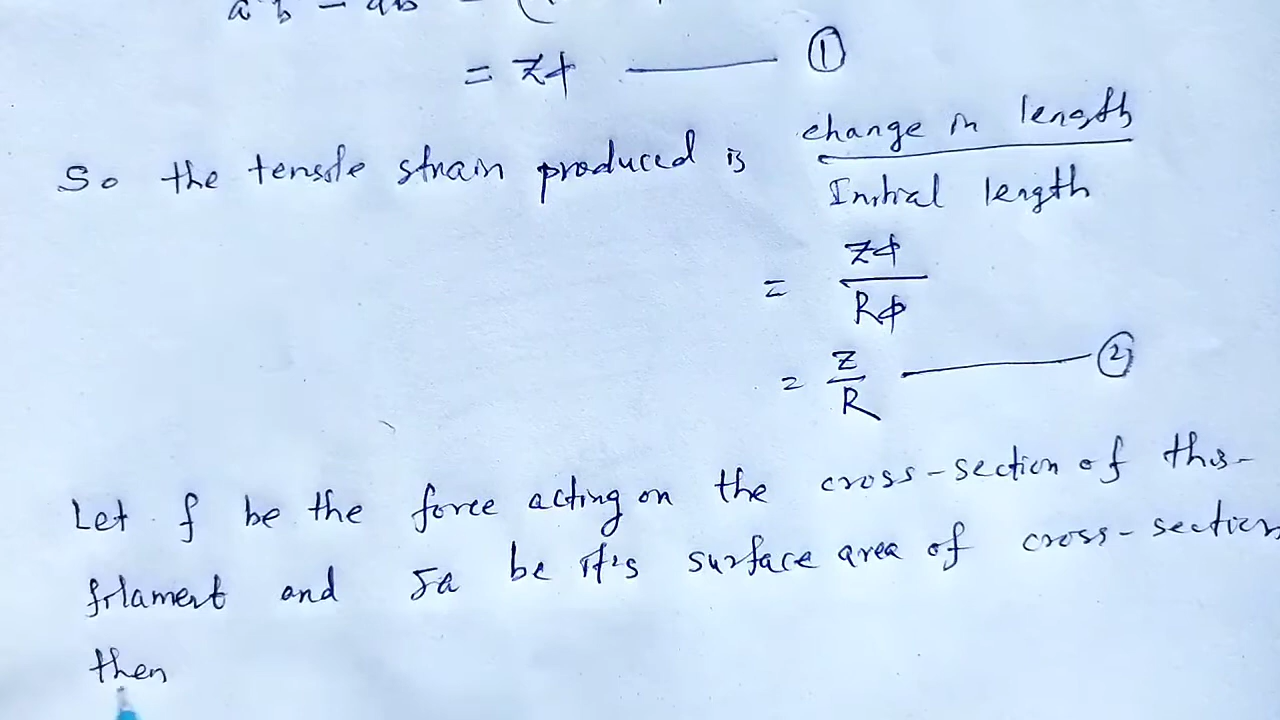 a'b' - ab = (
= Zϕ ——— ①
So the tensile strain produced is change in length
Initial length
= Zϕ
Rϕ
= Z
R ——— ②
Let f be the force acting on the cross-section of this-
filament and δa be it's surface area of cross-section
then